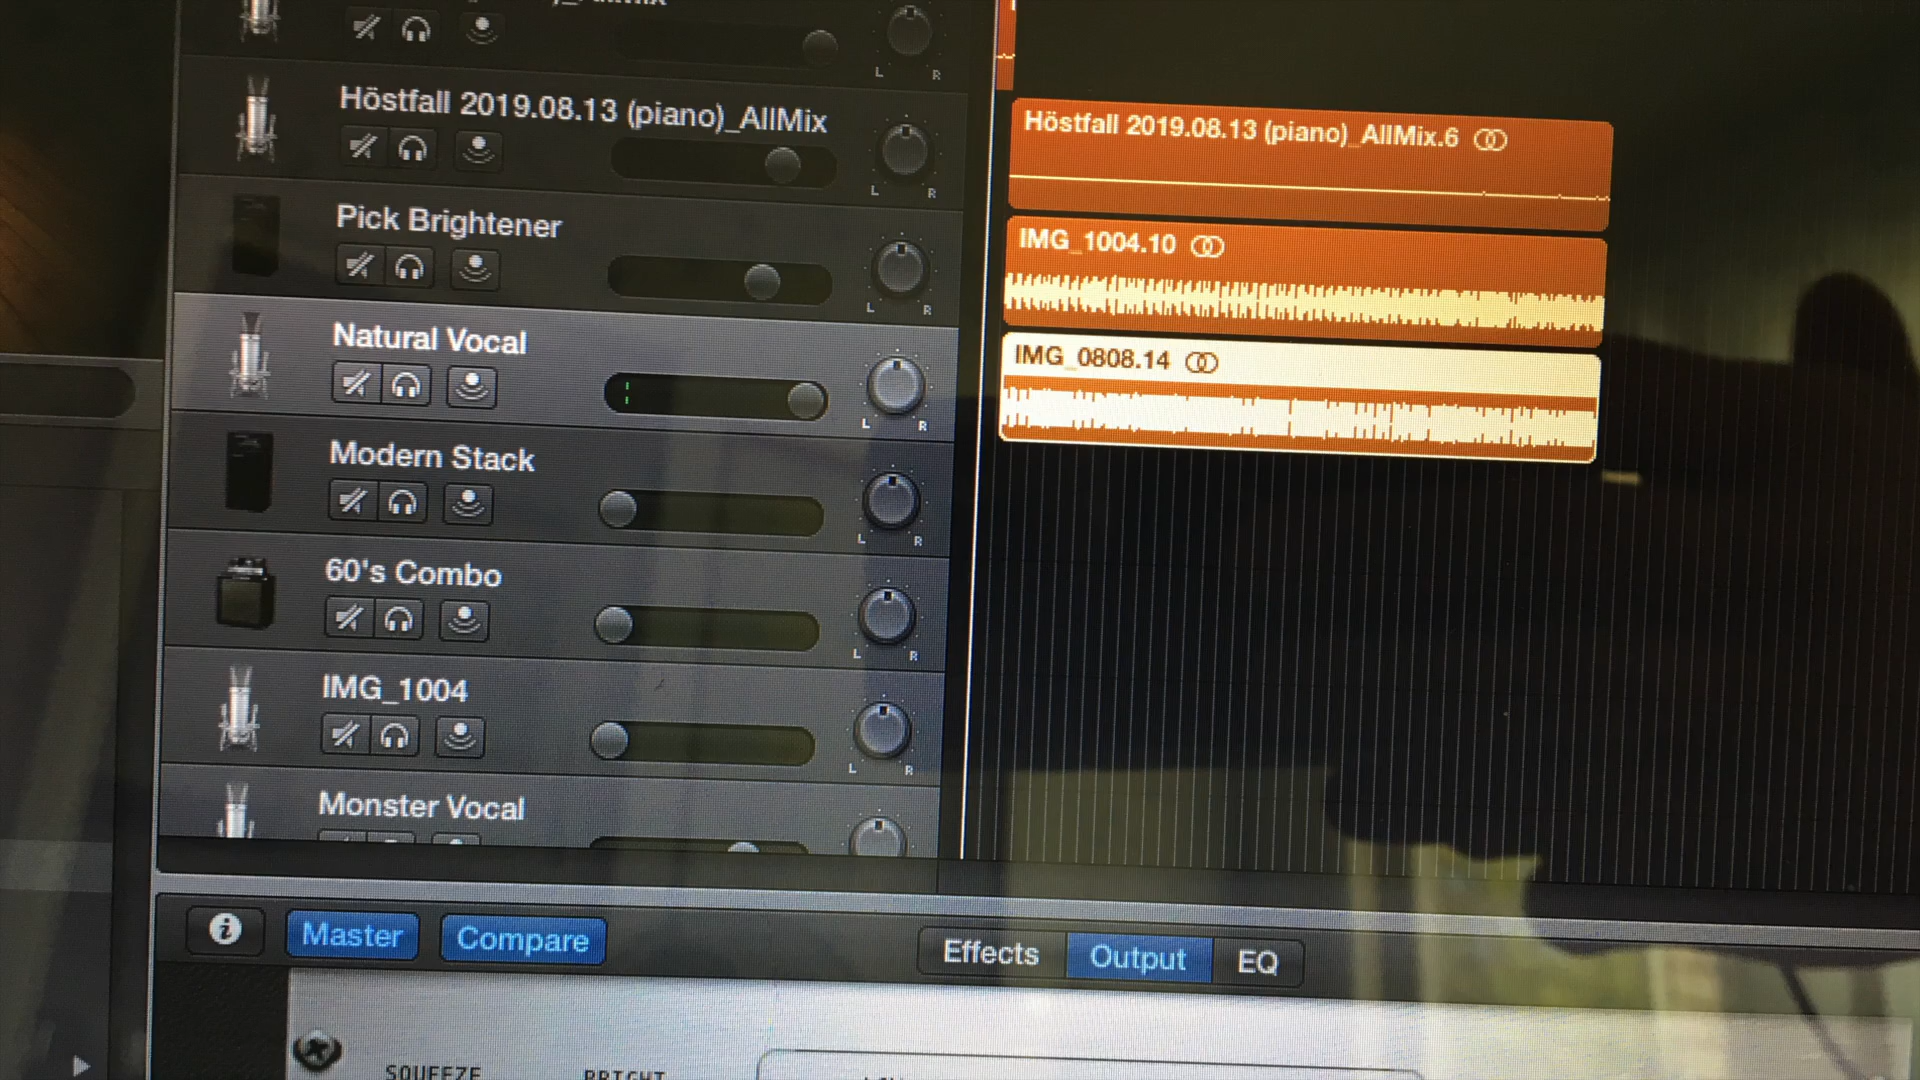 Höstfall 2019.08.13 (piano)_AllMix
L R
Höstfall 2019.08.13 (piano)_AllMix.6
L R
Pick Brightener
IMG_1004.10
L R
Natural Vocal
IMG_0808.14
L R
Modern Stack
L R
60's Combo
L R
IMG_1004
L R
Monster Vocal
Master
Compare
Effects
Output
EQ
SQUEEZE
BRIGHT